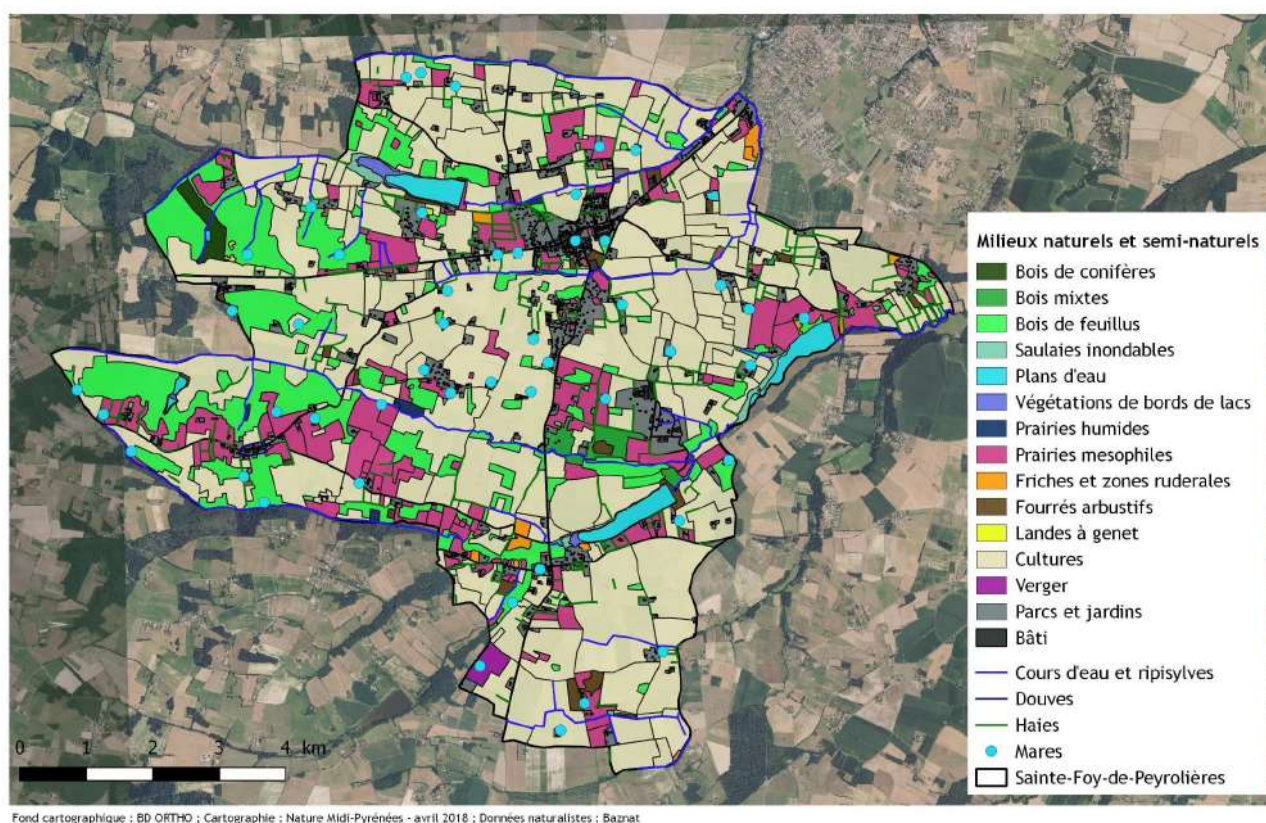 Milieux naturels et semi-naturels
Bois de conifères
Bois mixtes
Bois de feuillus
Saulaies inondables
Plans d'eau
Végétations de bords de lacs
Prairies humides
Prairies mesophiles
Friches et zones ruderales
Fourrés arbustifs
Landes à genet
Cultures
Verger
Parcs et jardins
Bâti
Cours d'eau et ripisylves
Douves
Haies
Mares
Sainte-Foy-de-Peyrolières
0 1 2 3 4 km
Fond cartographique : BD ORTHO ; Cartographie : Nature Midi-Pyrénées - avril 2018 ; Données naturalistes : Baznat